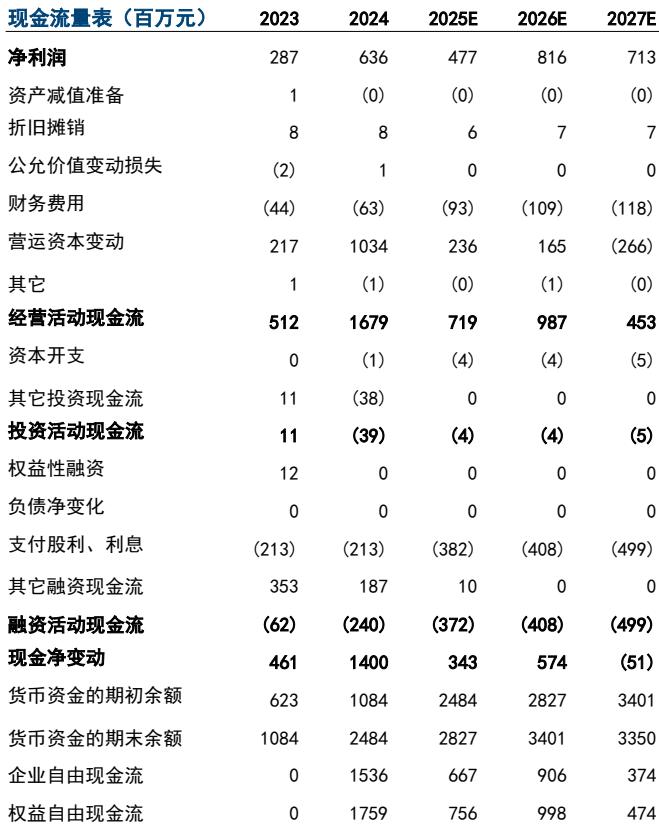 现金流量表（百万元） 2023 2024 2025E 2026E 2027E
净利润 287 636 477 816 713
资产减值准备 1 (0) (0) (0) (0)
折旧摊销 8 8 6 7 7
公允价值变动损失 (2) 1 0 0 0
财务费用 (44) (63) (93) (109) (118)
营运资本变动 217 1034 236 165 (266)
其它 1 (1) (0) (1) (0)
经营活动现金流 512 1679 719 987 453
资本开支 0 (1) (4) (4) (5)
其它投资现金流 11 (38) 0 0 0
投资活动现金流 11 (39) (4) (4) (5)
权益性融资 12 0 0 0 0
负债净变化 0 0 0 0 0
支付股利、利息 (213) (213) (382) (408) (499)
其它融资现金流 353 187 10 0 0
融资活动现金流 (62) (240) (372) (408) (499)
现金净变动 461 1400 343 574 (51)
货币资金的期初余额 623 1084 2484 2827 3401
货币资金的期末余额 1084 2484 2827 3401 3350
企业自由现金流 0 1536 667 906 374
权益自由现金流 0 1759 756 998 474